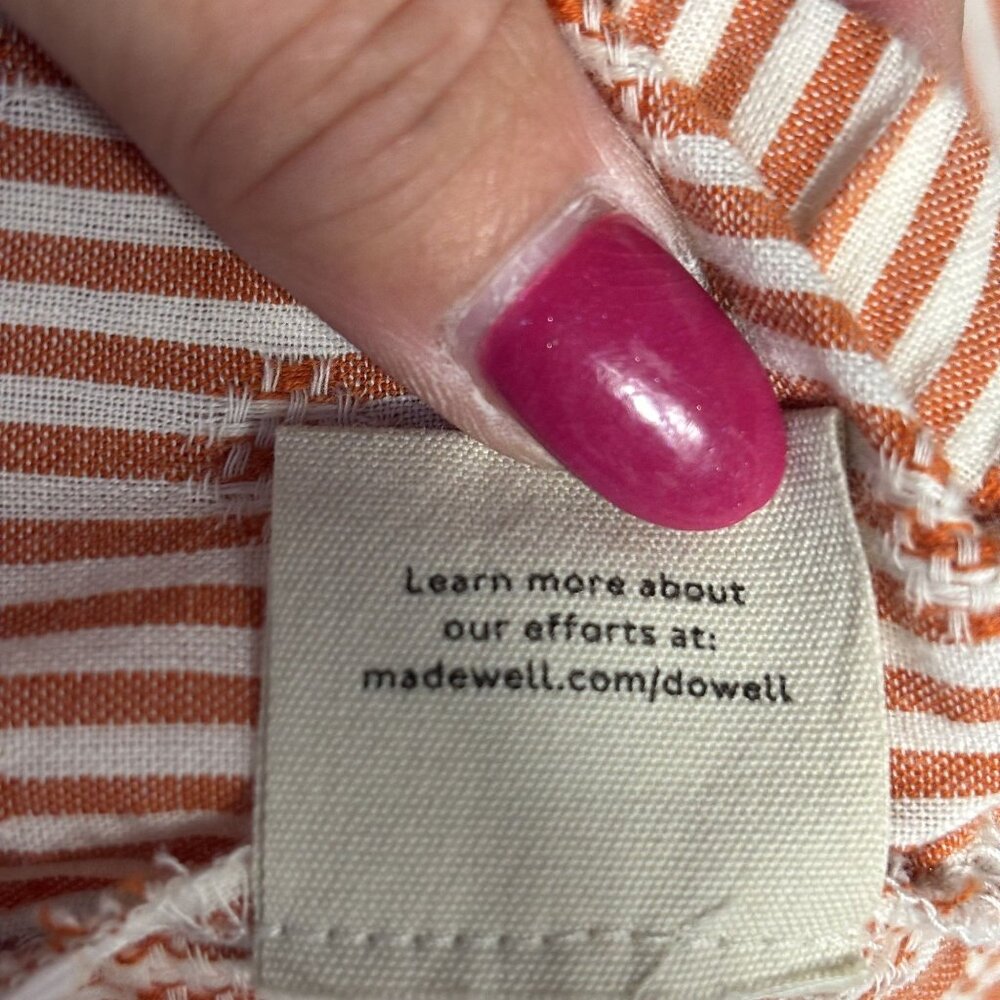 Learn more about
our efforts at:
madewell.com/dowell